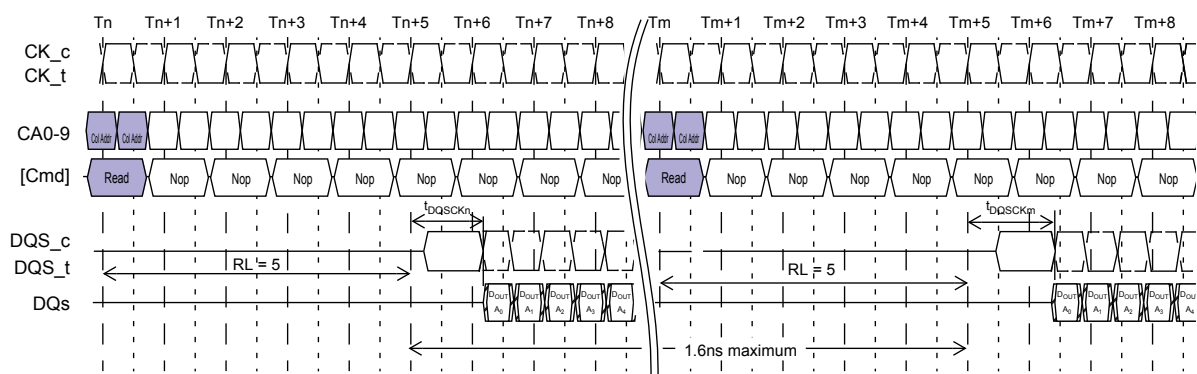 Tn Tn+1 Tn+2 Tn+3 Tn+4 Tn+5 Tn+6 Tn+7 Tn+8 Tm Tm+1 Tm+2 Tm+3 Tm+4 Tm+5 Tm+6 Tm+7 Tm+8
CK_c
CK_t
CA0-9 Col Addr Col Addr Col Addr Col Addr
[Cmd] Read Nop Nop Nop Nop Nop Nop Nop Nop Read Nop Nop Nop Nop Nop Nop Nop Nop
tDQSCKn tDQSCKm
DQS_c
DQS_t RL = 5 RL = 5
DQs DOUT A0 DOUT A1 DOUT A2 DOUT A3 DOUT A4 DOUT A0 DOUT A1 DOUT A2 DOUT A3 DOUT A4
1.6ns maximum